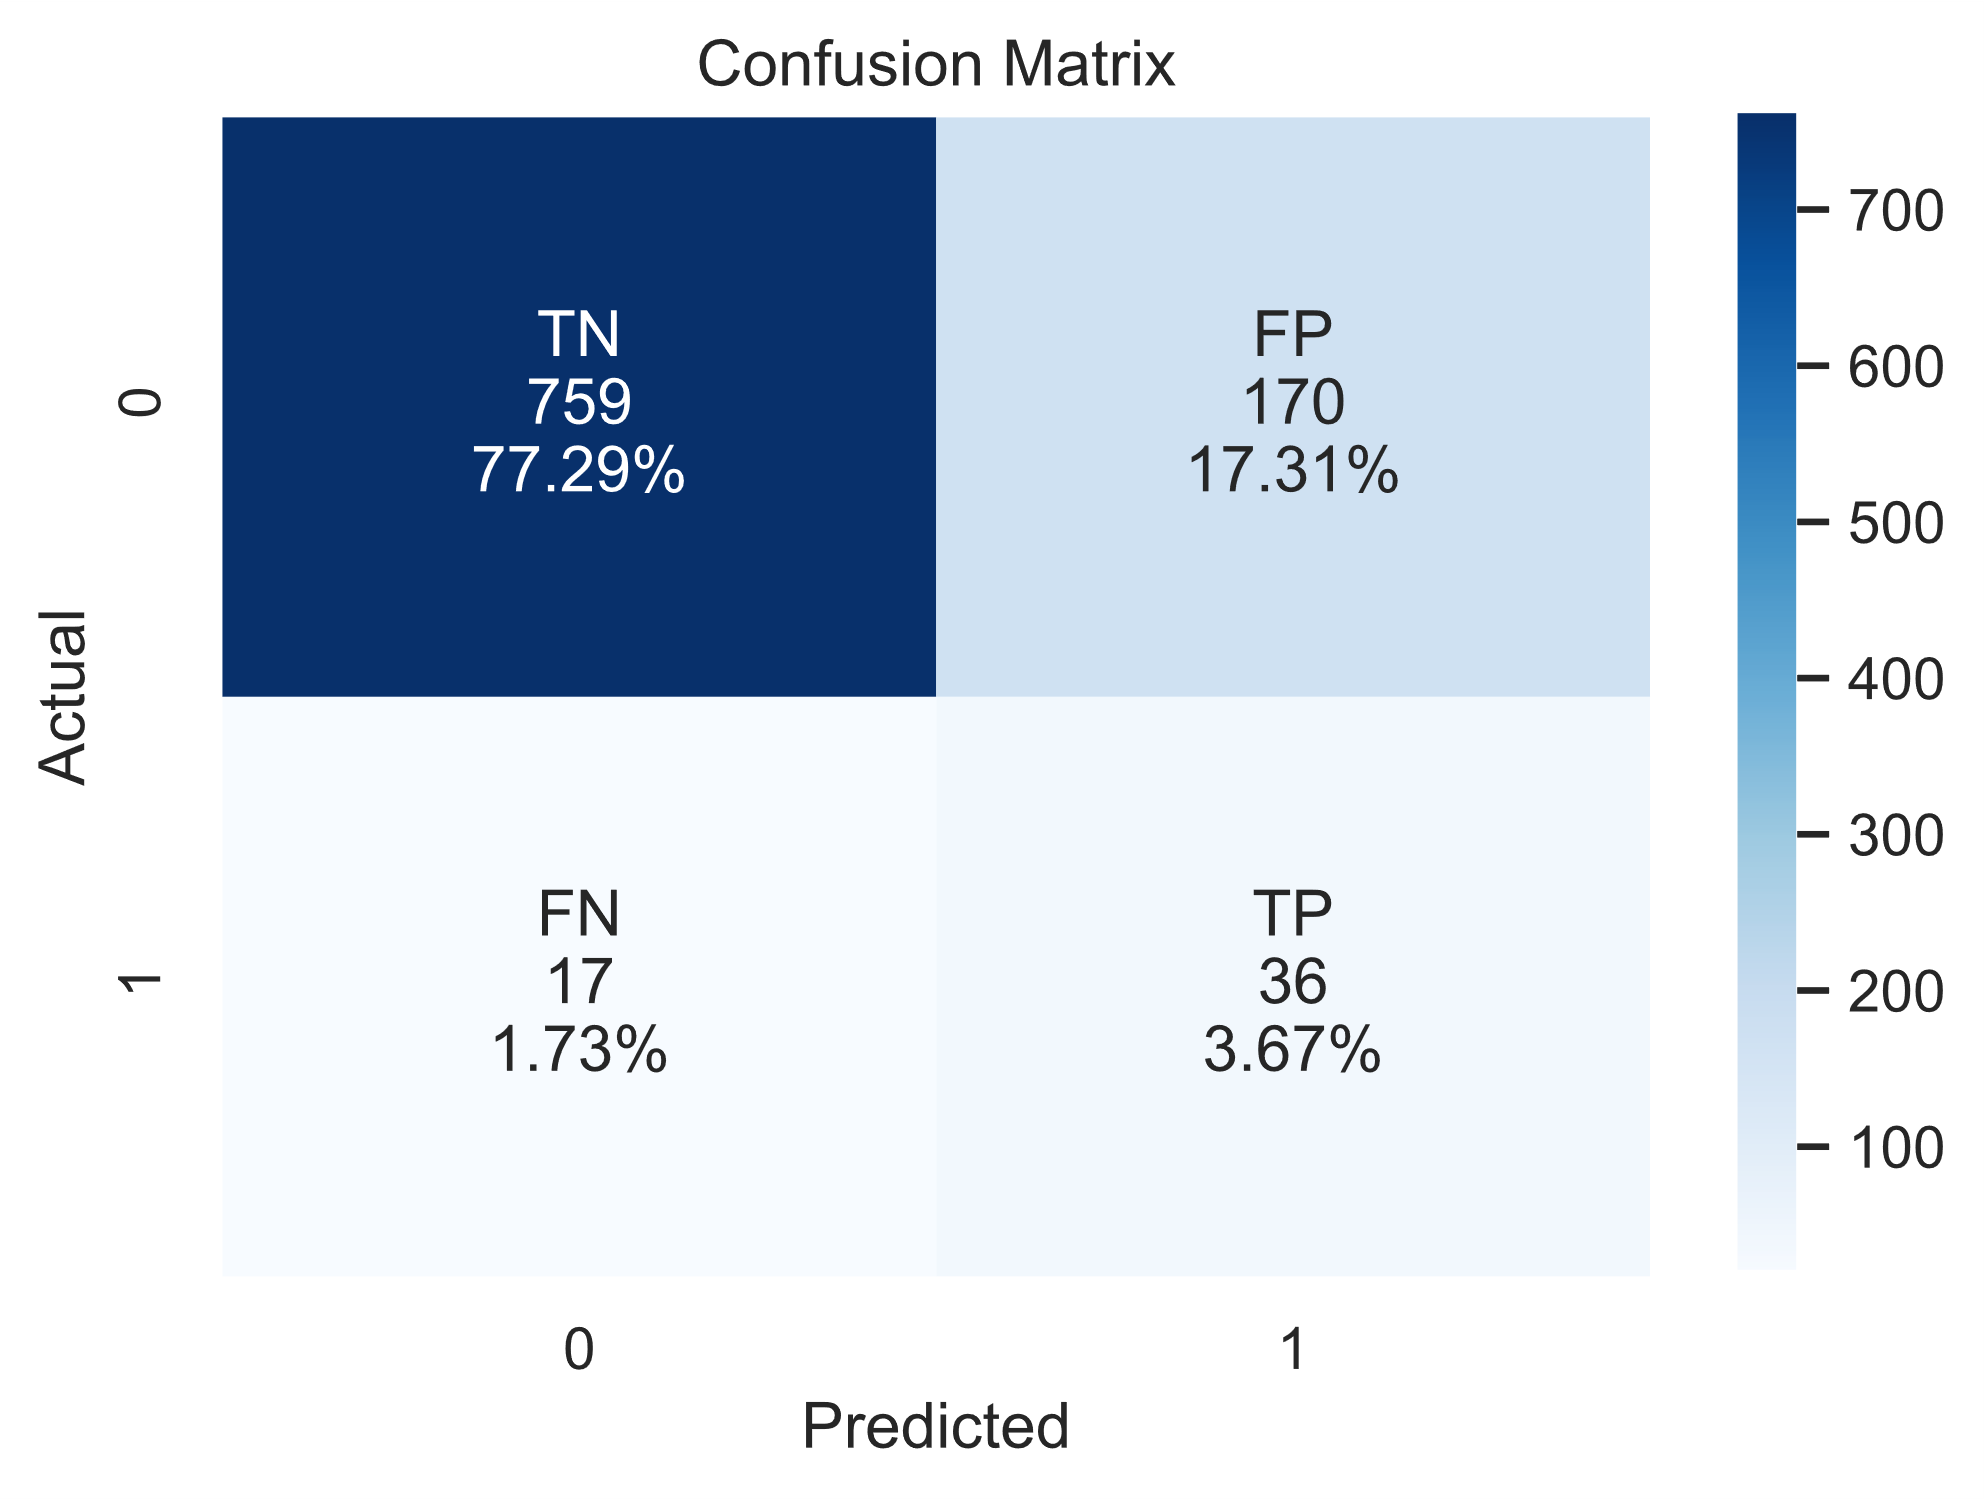 Confusion Matrix
TN
759
77.29%
FP
170
17.31%
FN
17
1.73%
TP
36
3.67%
Actual
0
1
0
1
Predicted
700
600
500
400
300
200
100